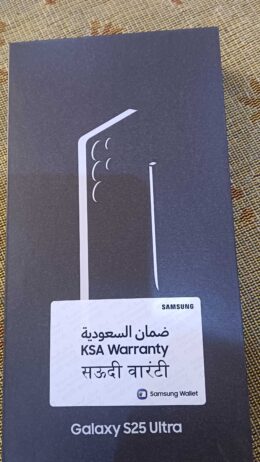 SAMSUNG
ضمان السعودية
KSA Warranty
सऊदी वारंटी
Samsung Wallet
Galaxy S25 Ultra